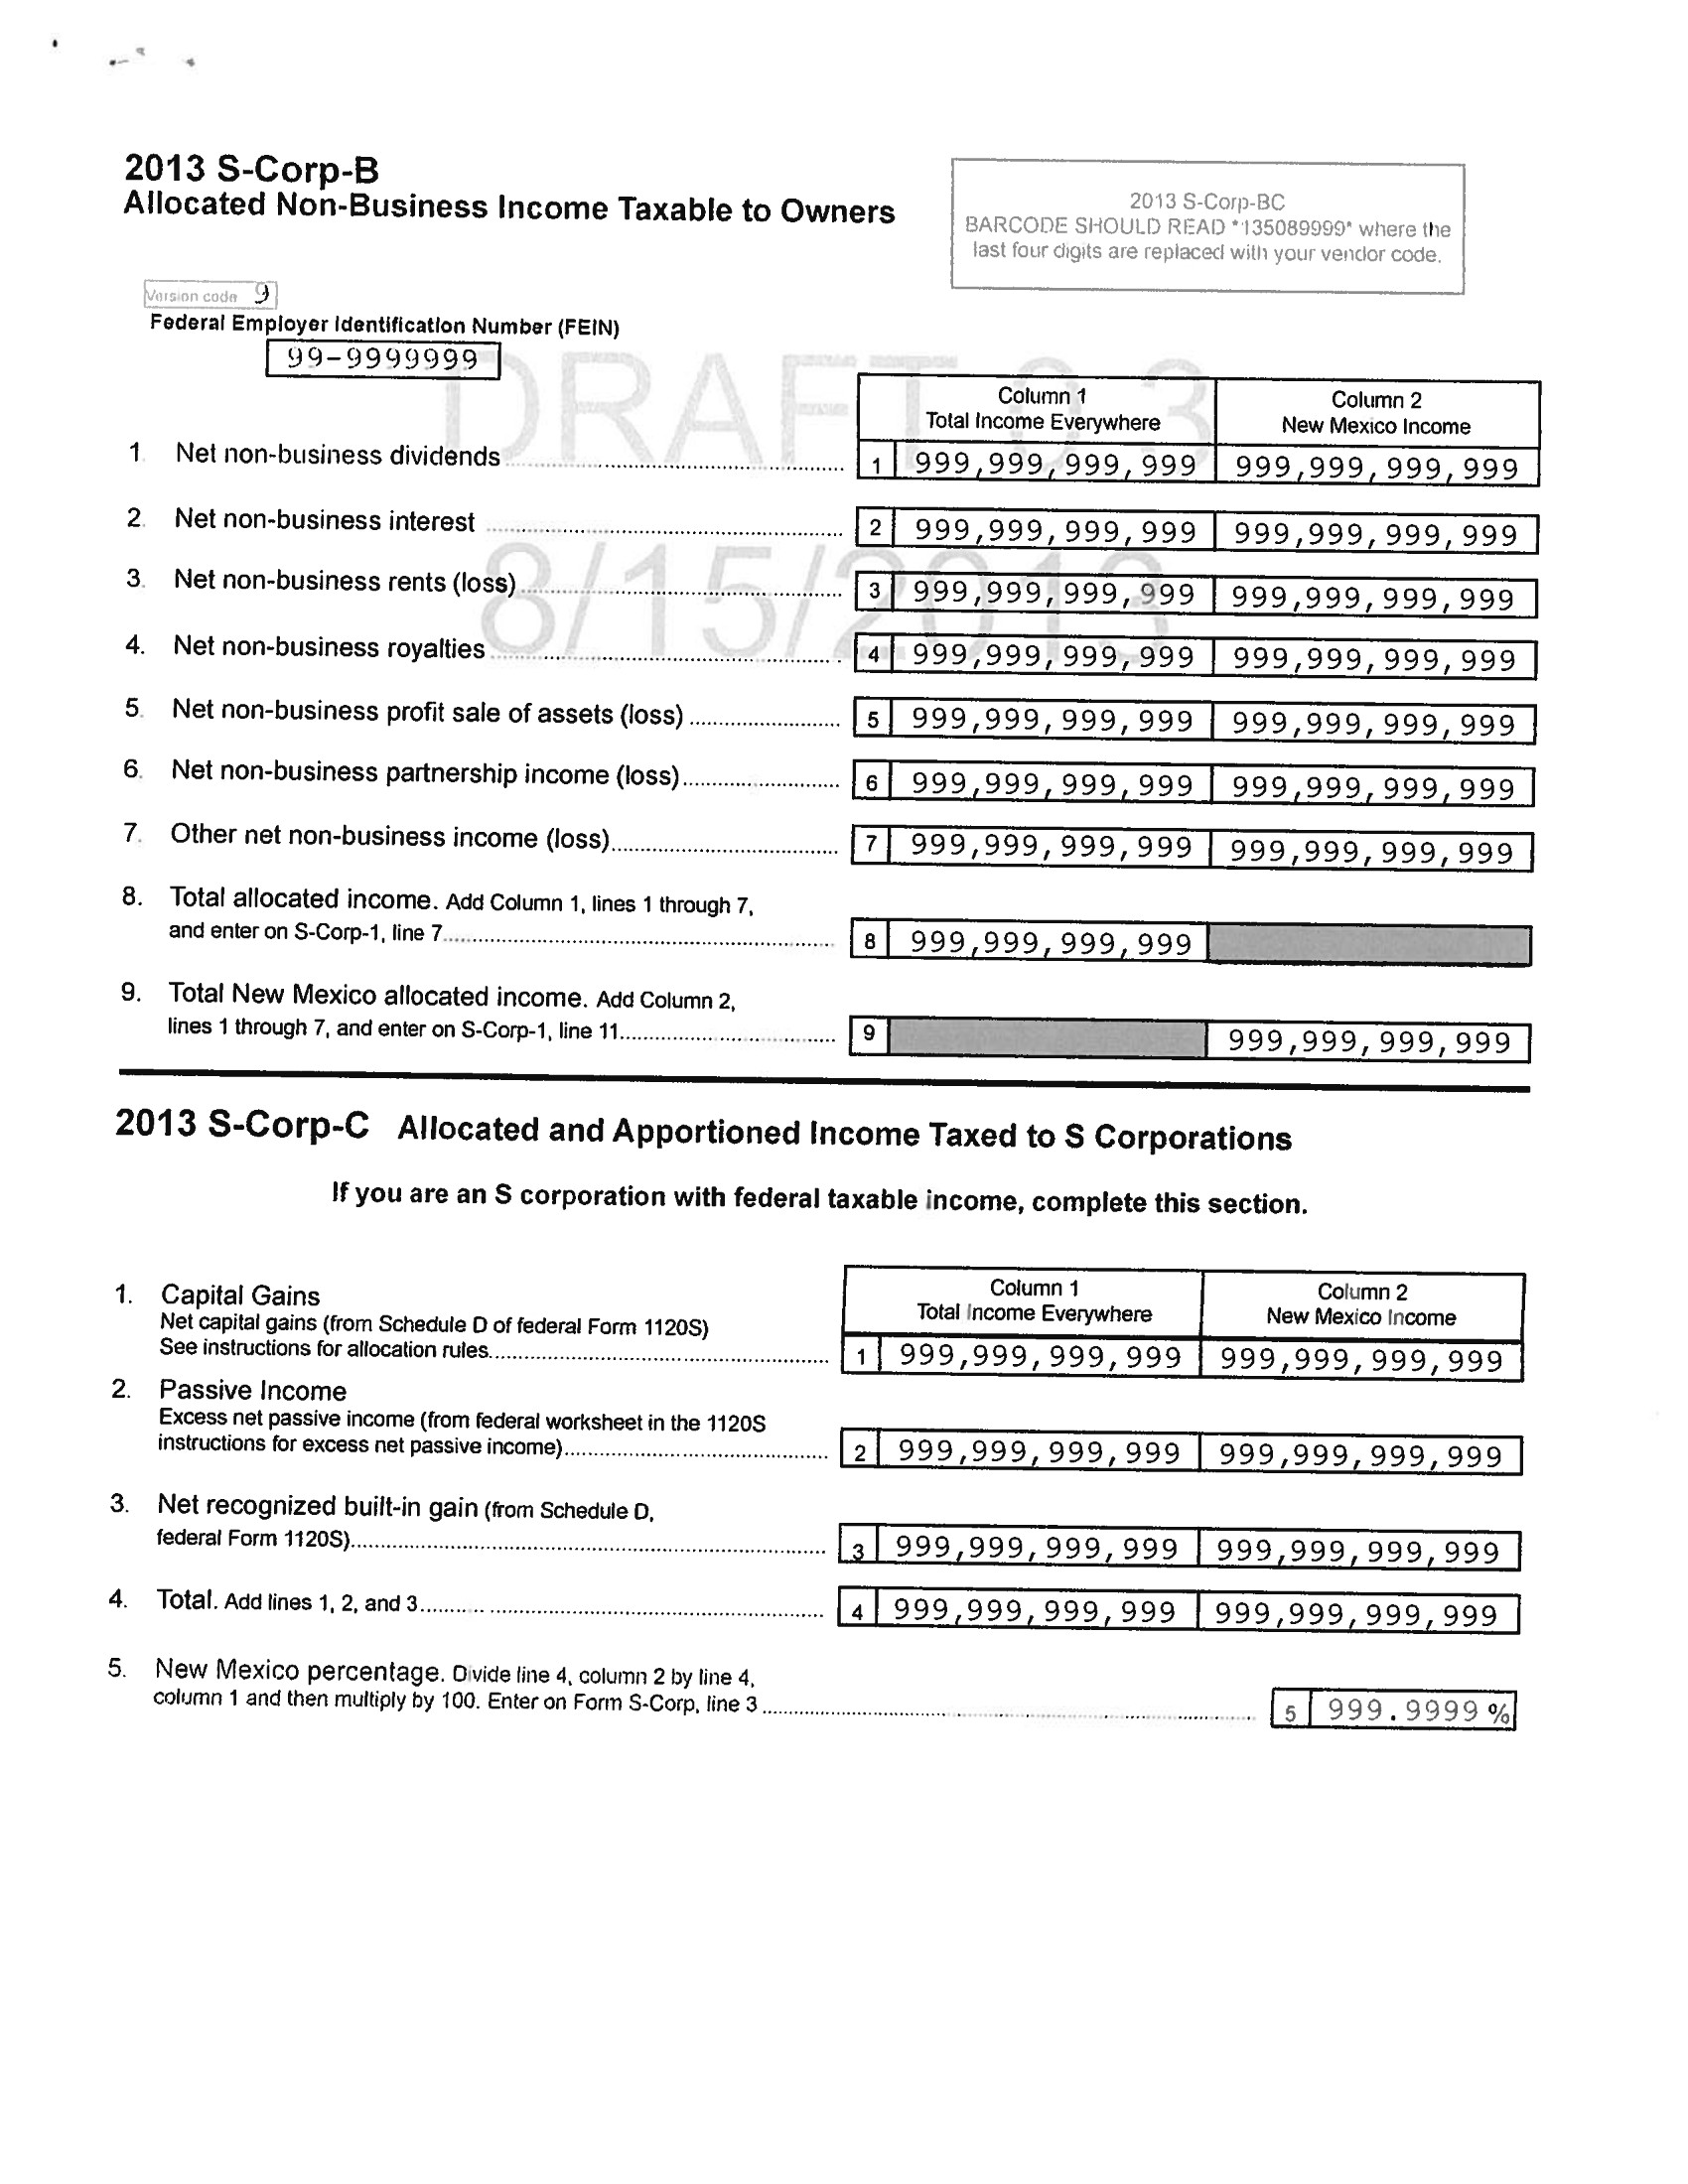 2013 S-Corp-B
Allocated Non-Business Income Taxable to Owners
2013 S-Corp-BC
BARCODE SHOULD READ *135089999* where the
last four digits are replaced with your vendor code.
Version code 9
Federal Employer Identification Number (FEIN)
99-9999999
DRAFT 0.3
8/15/2013
Column 1 Column 2
Total Income Everywhere New Mexico Income
1. Net non-business dividends 1 999,999,999,999 999,999,999,999
2. Net non-business interest 2 999,999,999,999 999,999,999,999
3. Net non-business rents (loss) 3 999,999,999,999 999,999,999,999
4. Net non-business royalties 4 999,999,999,999 999,999,999,999
5. Net non-business profit sale of assets (loss) 5 999,999,999,999 999,999,999,999
6. Net non-business partnership income (loss) 6 999,999,999,999 999,999,999,999
7. Other net non-business income (loss) 7 999,999,999,999 999,999,999,999
8. Total allocated income. Add Column 1, lines 1 through 7,
and enter on S-Corp-1, line 7 8 999,999,999,999
9. Total New Mexico allocated income. Add Column 2,
lines 1 through 7, and enter on S-Corp-1, line 11 9 999,999,999,999
2013 S-Corp-C Allocated and Apportioned Income Taxed to S Corporations
If you are an S corporation with federal taxable income, complete this section.
Column 1 Column 2
Total Income Everywhere New Mexico Income
1. Capital Gains
Net capital gains (from Schedule D of federal Form 1120S)
See instructions for allocation rules 1 999,999,999,999 999,999,999,999
2. Passive Income
Excess net passive income (from federal worksheet in the 1120S
instructions for excess net passive income) 2 999,999,999,999 999,999,999,999
3. Net recognized built-in gain (from Schedule D,
federal Form 1120S) 3 999,999,999,999 999,999,999,999
4. Total. Add lines 1, 2, and 3 4 999,999,999,999 999,999,999,999
5. New Mexico percentage. Divide line 4, column 2 by line 4,
column 1 and then multiply by 100. Enter on Form S-Corp, line 3 5 999.9999%